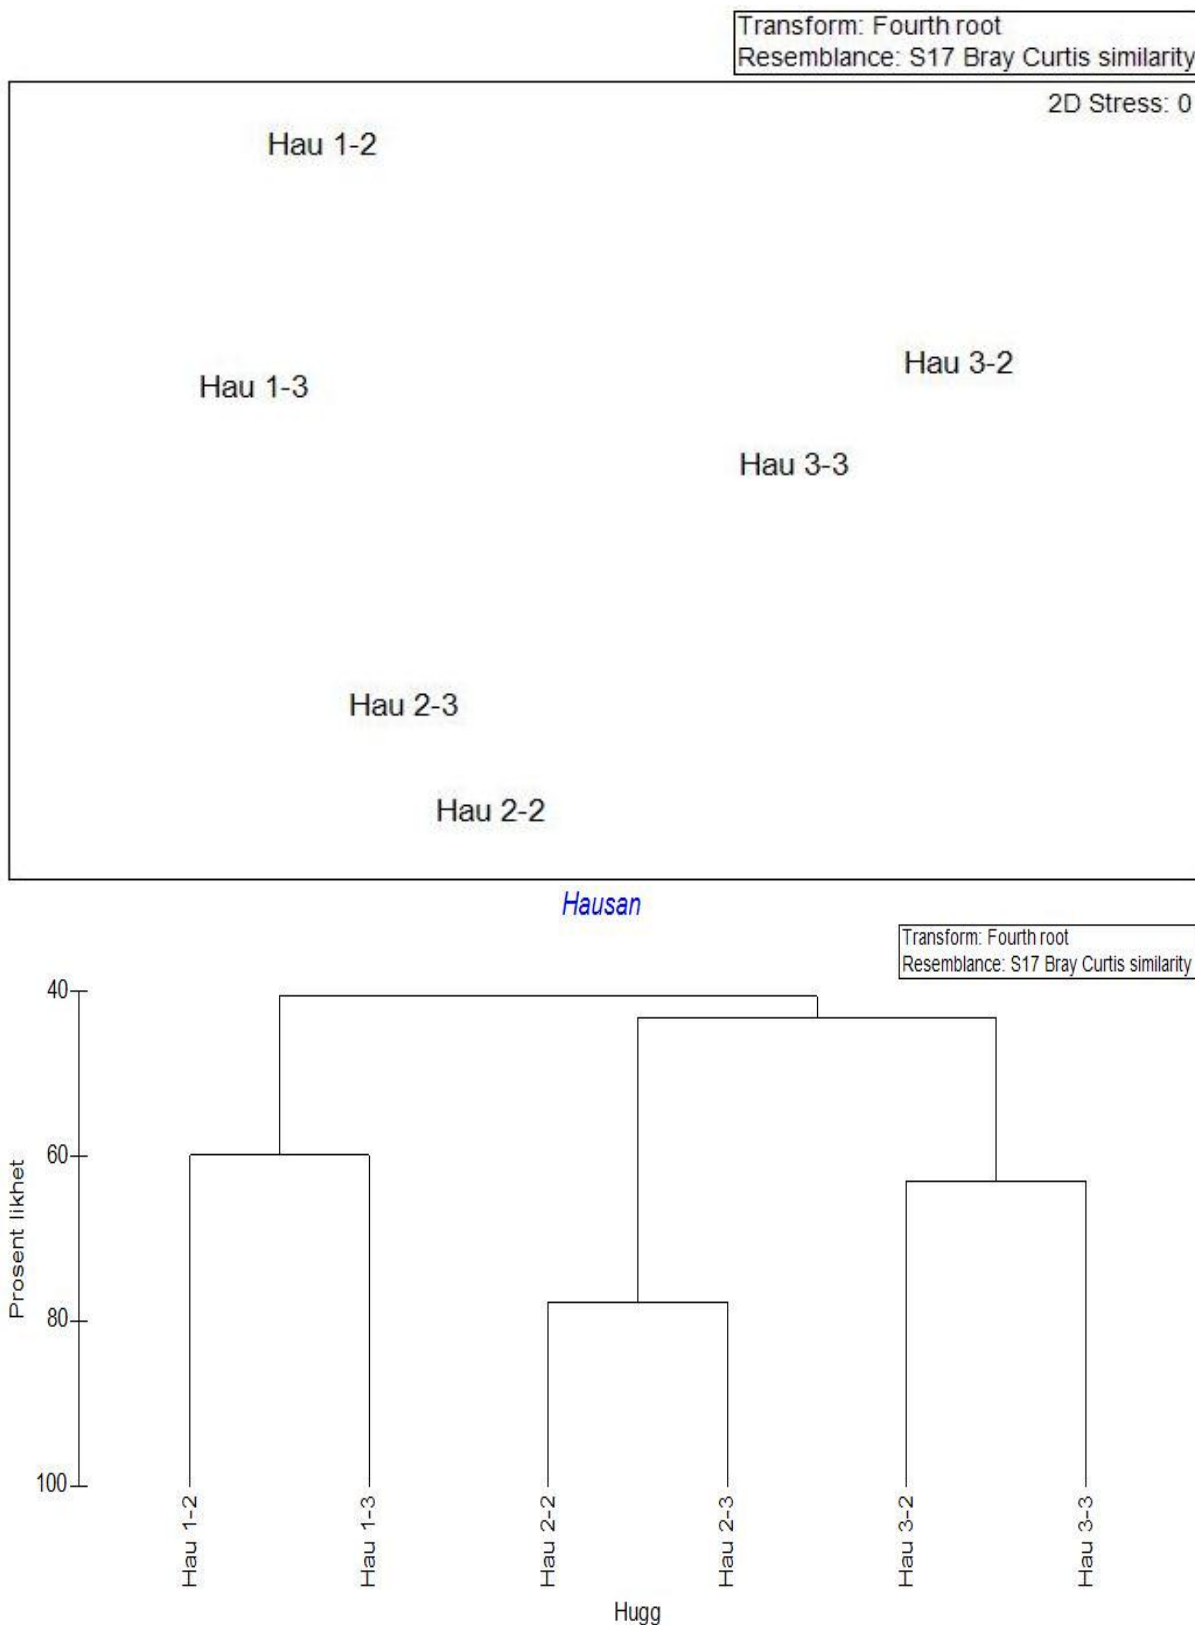 Transform: Fourth root
Resemblance: S17 Bray Curtis similarity
2D Stress: 0
Hau 1-2
Hau 3-2
Hau 1-3
Hau 3-3
Hau 2-3
Hau 2-2
Hausan
Transform: Fourth root
Resemblance: S17 Bray Curtis similarity
40
60
80
100
Prosent likhet
Hau 1-2
Hau 1-3
Hau 2-2
Hau 2-3
Hau 3-2
Hau 3-3
Hugg